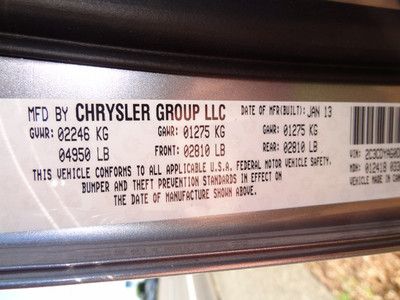 MFD BY CHRYSLER GROUP LLC DATE OF MFR(BUILT): JAN 13
GVWR: 02246 KG GAWR: 01275 KG GAWR: 01275 KG VIN:
04950 LB FRONT: 02810 LB REAR: 02810 LB MDH: 012419
THIS VEHICLE CONFORMS TO ALL APPLICABLE U.S.A. FEDERAL MOTOR VEHICLE SAFETY, VEHICLE MADE IN
BUMPER AND THEFT PREVENTION STANDARDS IN EFFECT ON
THE DATE OF MANUFACTURE SHOWN ABOVE.